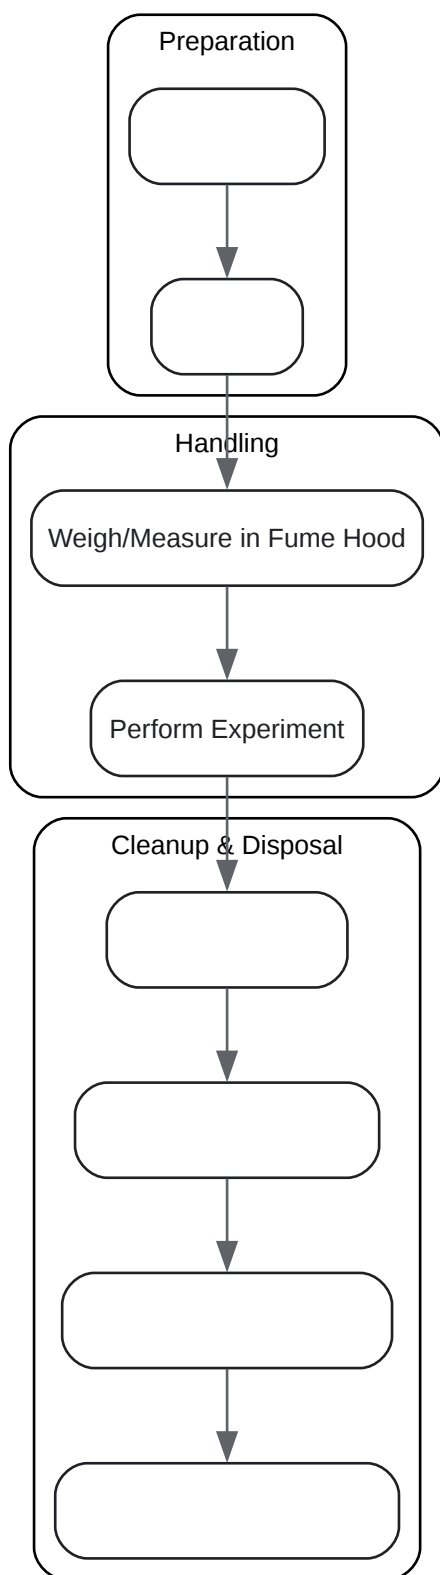 Preparation
Handling
Weigh/Measure in Fume Hood
Perform Experiment
Cleanup & Disposal